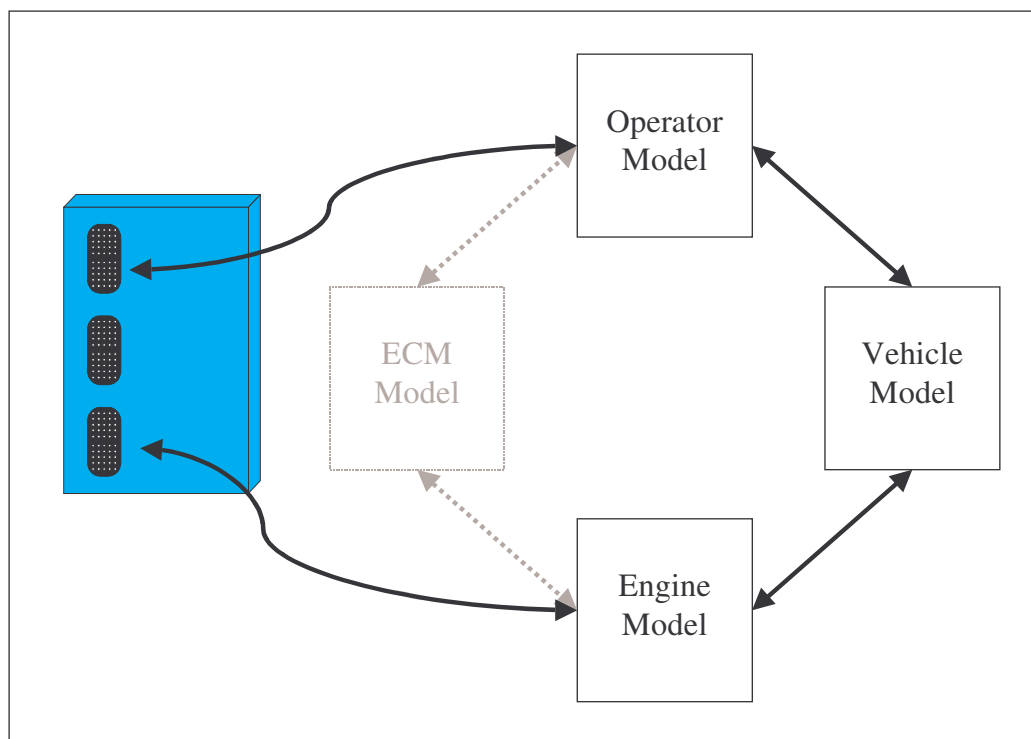 Operator
Model
ECM
Model
Vehicle
Model
Engine
Model